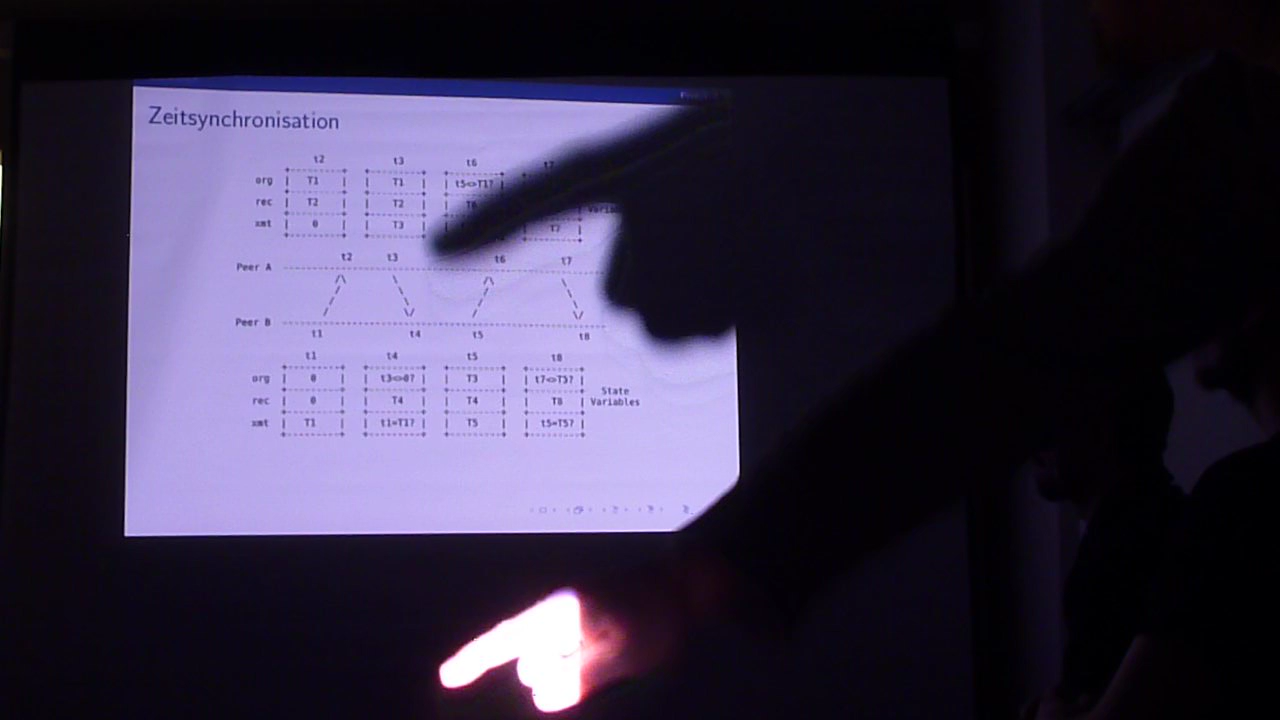 Zeitsynchronisation
t2 t3 t6 t7
org | T1 | | T1 | | t5<>T1?
rec | T2 | | T2 | | T6
xmt | 0 | | T3 | | T7 |
t2 t3 t6 t7
Peer A
Peer B
t1 t4 t5 t8
t1 t4 t5 t8
org | 0 | | t3<>0? | | T3 | | t7<>T3? |
State
rec | 0 | | T4 | | T4 | | T8 | Variables
xmt | T1 | | t1=T1? | | T5 | | t5=T5? |